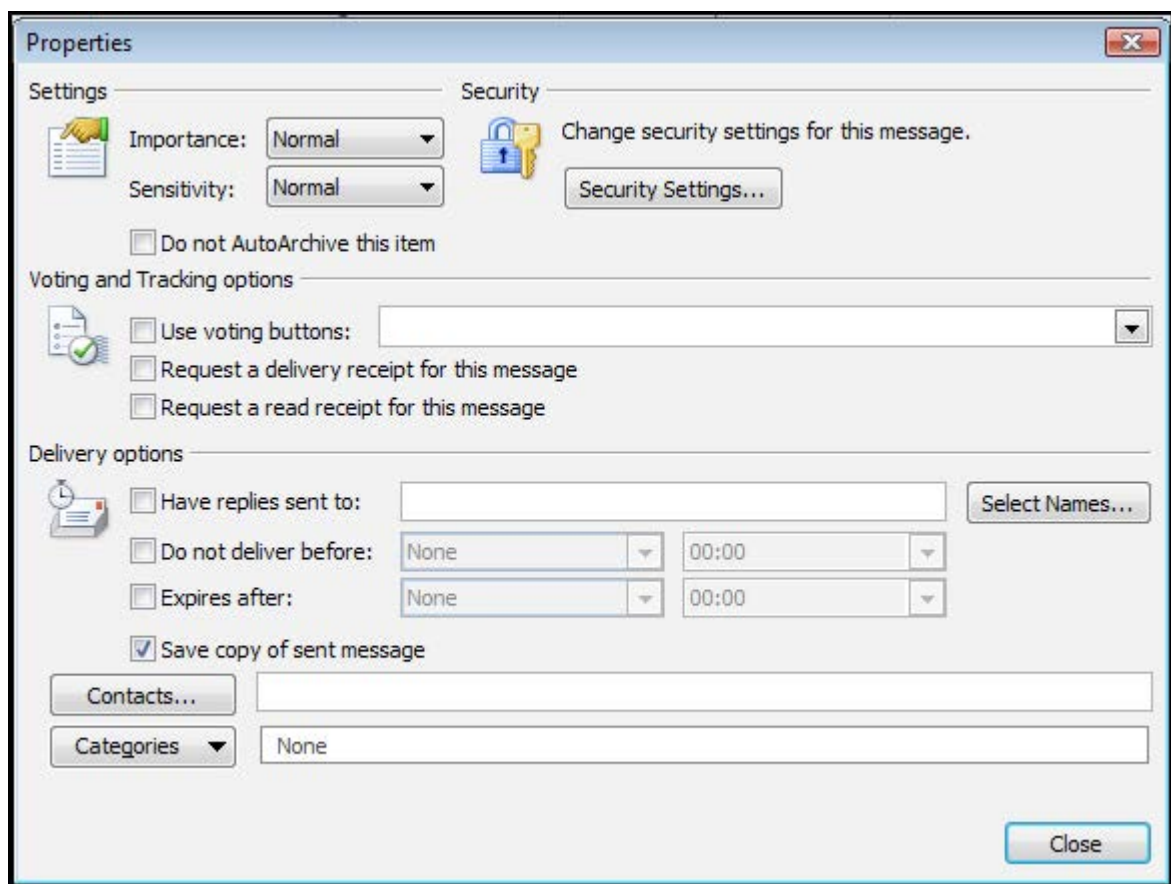 Properties
Settings
Security
Importance: Normal
Change security settings for this message.
Sensitivity: Normal
Security Settings...
Do not AutoArchive this item
Voting and Tracking options
Use voting buttons:
Request a delivery receipt for this message
Request a read receipt for this message
Delivery options
Have replies sent to: Select Names...
Do not deliver before: None 00:00
Expires after: None 00:00
Save copy of sent message
Contacts...
Categories None
Close